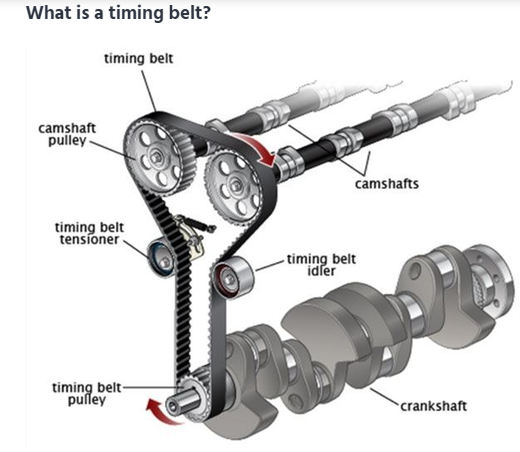 What is a timing belt?
timing belt
camshaft
pulley
camshafts
timing belt
tensioner
timing belt
idler
timing belt
pulley
crankshaft